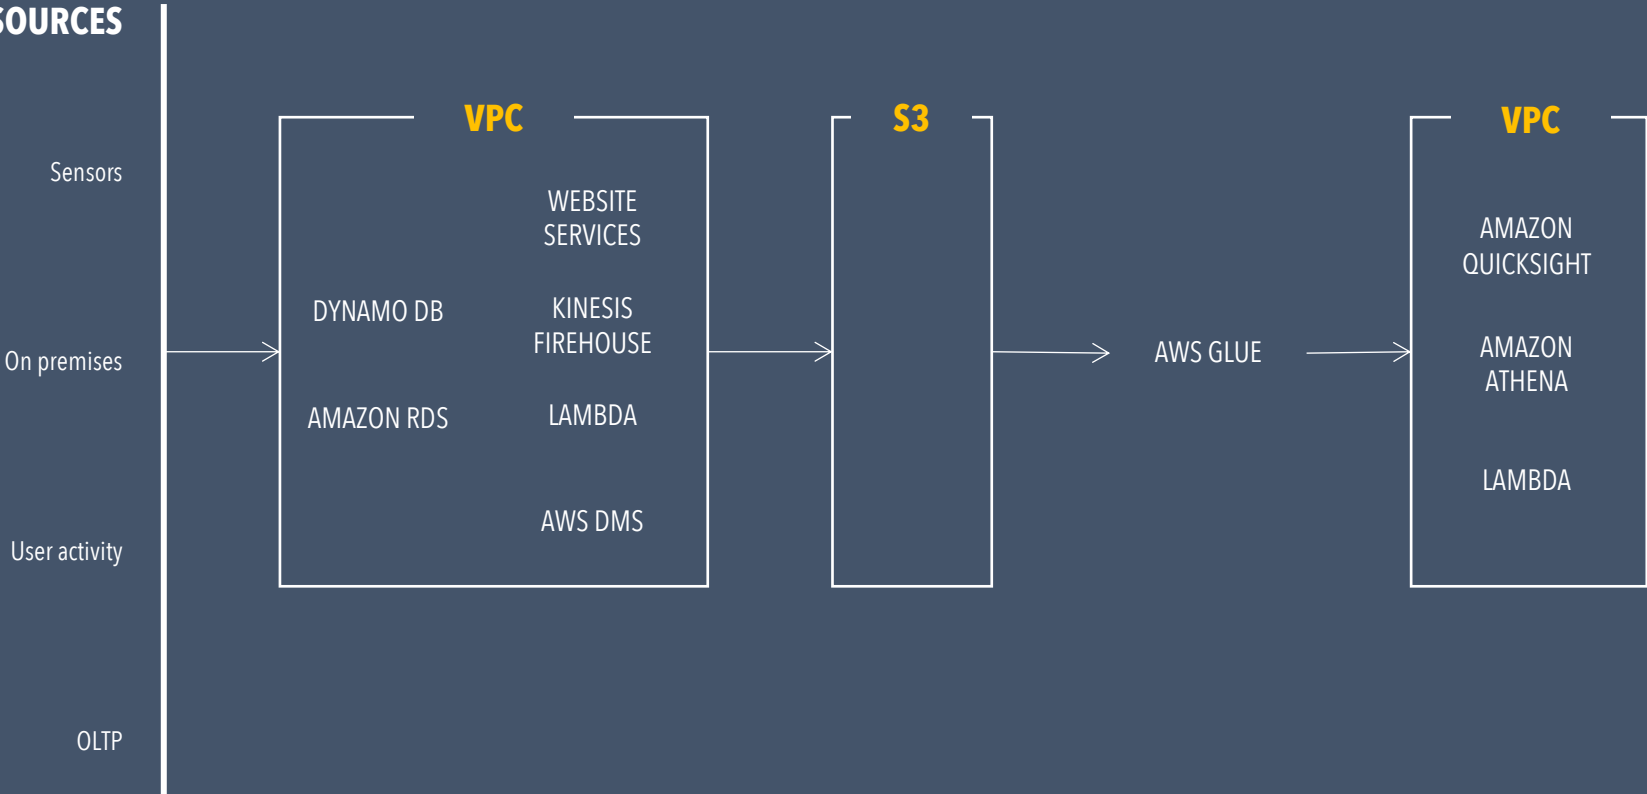 SOURCES
Sensors
On premises
User activity
OLTP
VPC
DYNAMO DB
AMAZON RDS
WEBSITE
SERVICES
KINESIS
FIREHOUSE
LAMBDA
AWS DMS
S3
AWS GLUE
VPC
AMAZON
QUICKSIGHT
AMAZON
ATHENA
LAMBDA